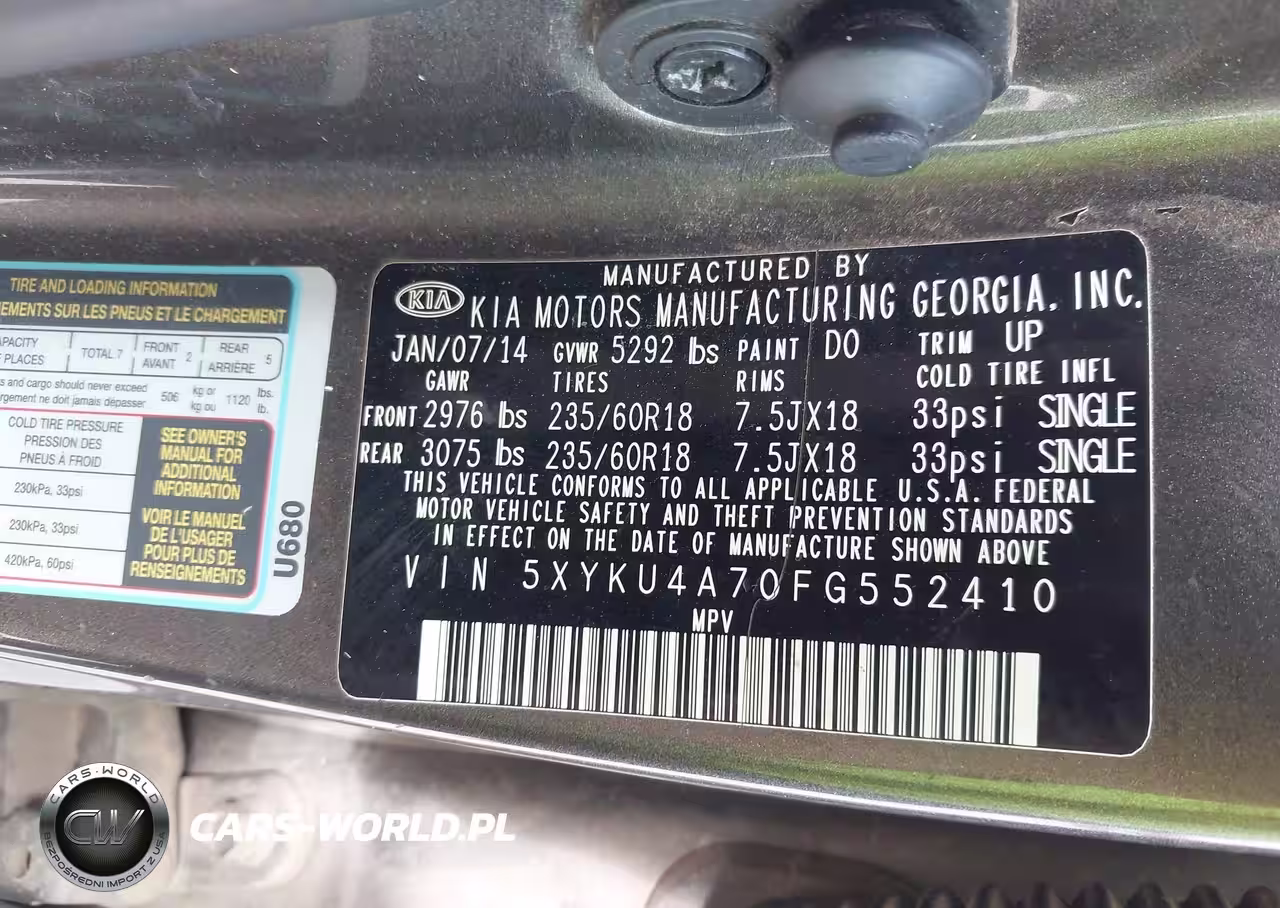 TIRE AND LOADING INFORMATION
EMENTS SUR LES PNEUS ET LE CHARGEMENT
APACITY
PLACES
TOTAL 7
FRONT
AVANT
2
REAR
ARRIÈRE
5
s and cargo should never exceed
rgement ne doit jamais dépasser
506
kg or
kg ou
1120
lbs.
lb.
COLD TIRE PRESSURE
PRESSION DES
PNEUS À FROID
230kPa, 33psi
230kPa, 33psi
420kPa, 60psi
SEE OWNER'S
MANUAL FOR
ADDITIONAL
INFORMATION
VOIR LE MANUEL
DE L'USAGER
POUR PLUS DE
RENSEIGNEMENTS
U680
MANUFACTURED BY
KIA KIA MOTORS MANUFACTURING GEORGIA, INC.
JAN/07/14 GVWR 5292 lbs PAINT DO TRIM UP
GAWR TIRES RIMS COLD TIRE INFL
FRONT 2976 lbs 235/60R18 7.5JX18 33psi SINGLE
REAR 3075 lbs 235/60R18 7.5JX18 33psi SINGLE
THIS VEHICLE CONFORMS TO ALL APPLICABLE U.S.A. FEDERAL
MOTOR VEHICLE SAFETY AND THEFT PREVENTION STANDARDS
IN EFFECT ON THE DATE OF MANUFACTURE SHOWN ABOVE
VIN 5XYKU4A70FG552410
MPV
CARS-WORLD
CW
BEZPOŚREDNI IMPORT Z USA
CARS-WORLD.PL